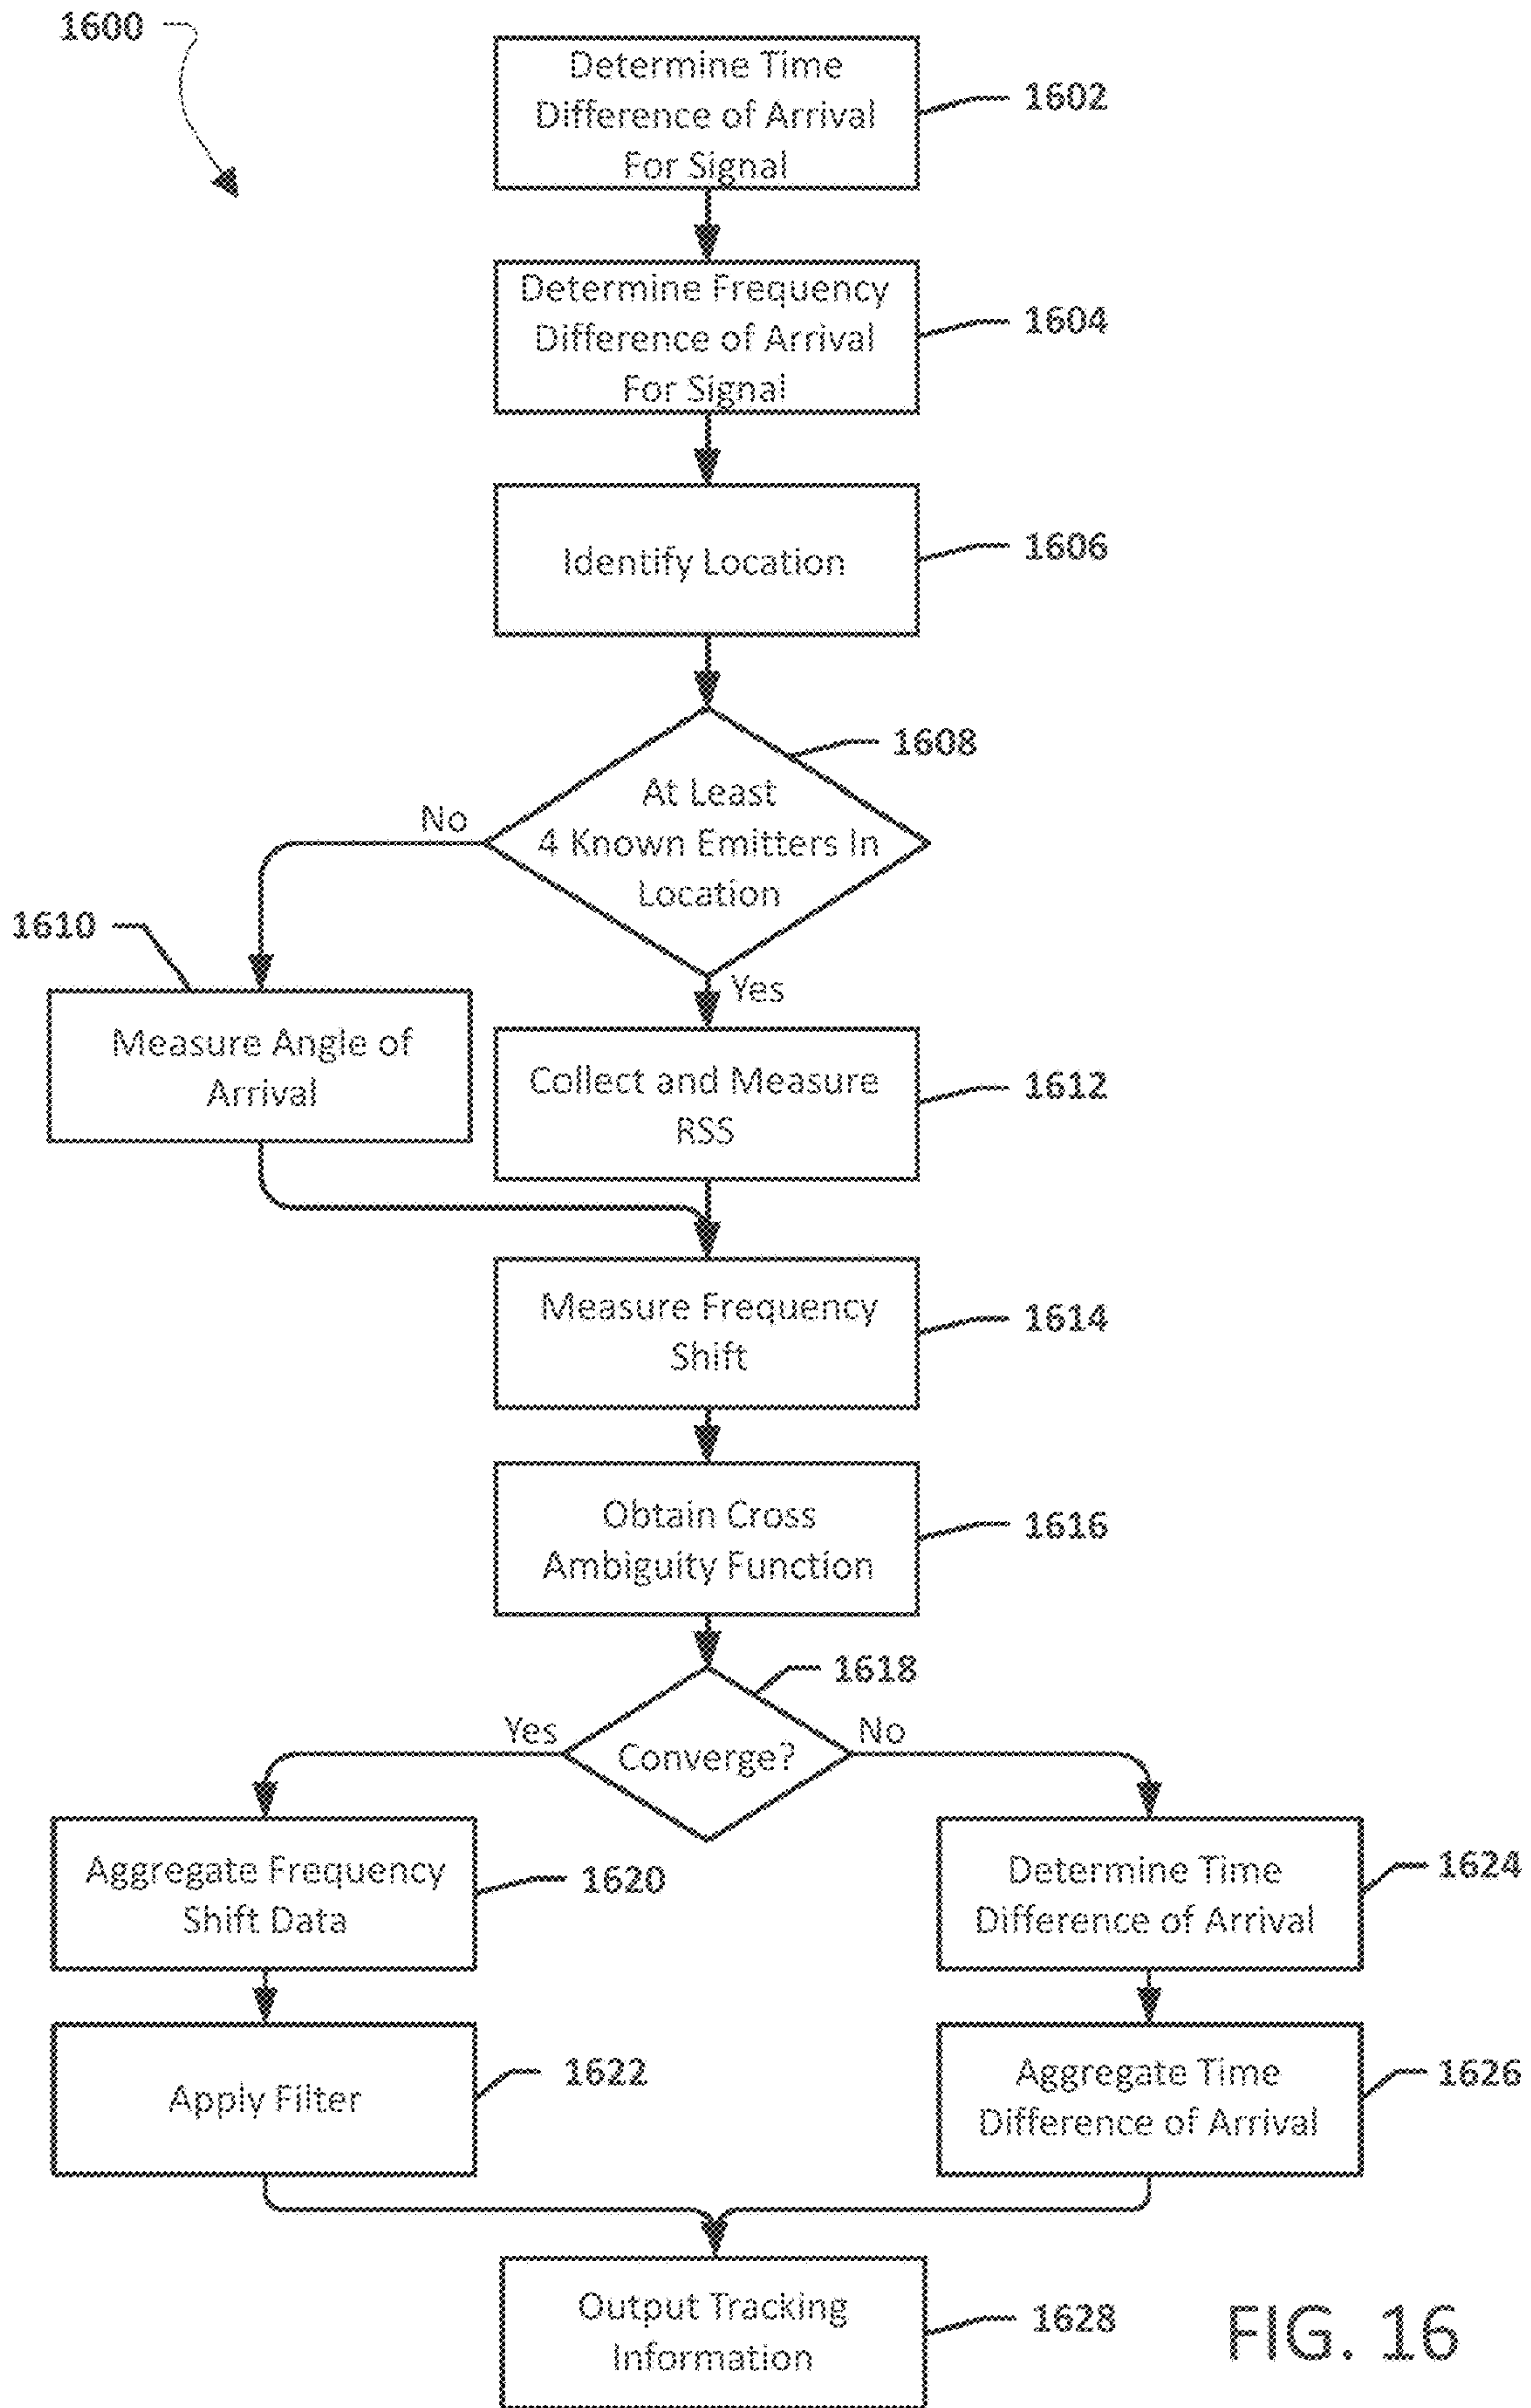 1600
Determine Time
Difference of Arrival
For Signal
1602
Determine Frequency
Difference of Arrival
For Signal
1604
Identify Location
1606
1608
At Least
4 Known Emitters In
Location
No
Yes
1610
Measure Angle of
Arrival
Collect and Measure
RSS
1612
Measure Frequency
Shift
1614
Obtain Cross
Ambiguity Function
1616
1618
Converge?
Yes
No
Aggregate Frequency
Shift Data
1620
Determine Time
Difference of Arrival
1624
Apply Filter
1622
Aggregate Time
Difference of Arrival
1626
Output Tracking
Information
1628
FIG. 16